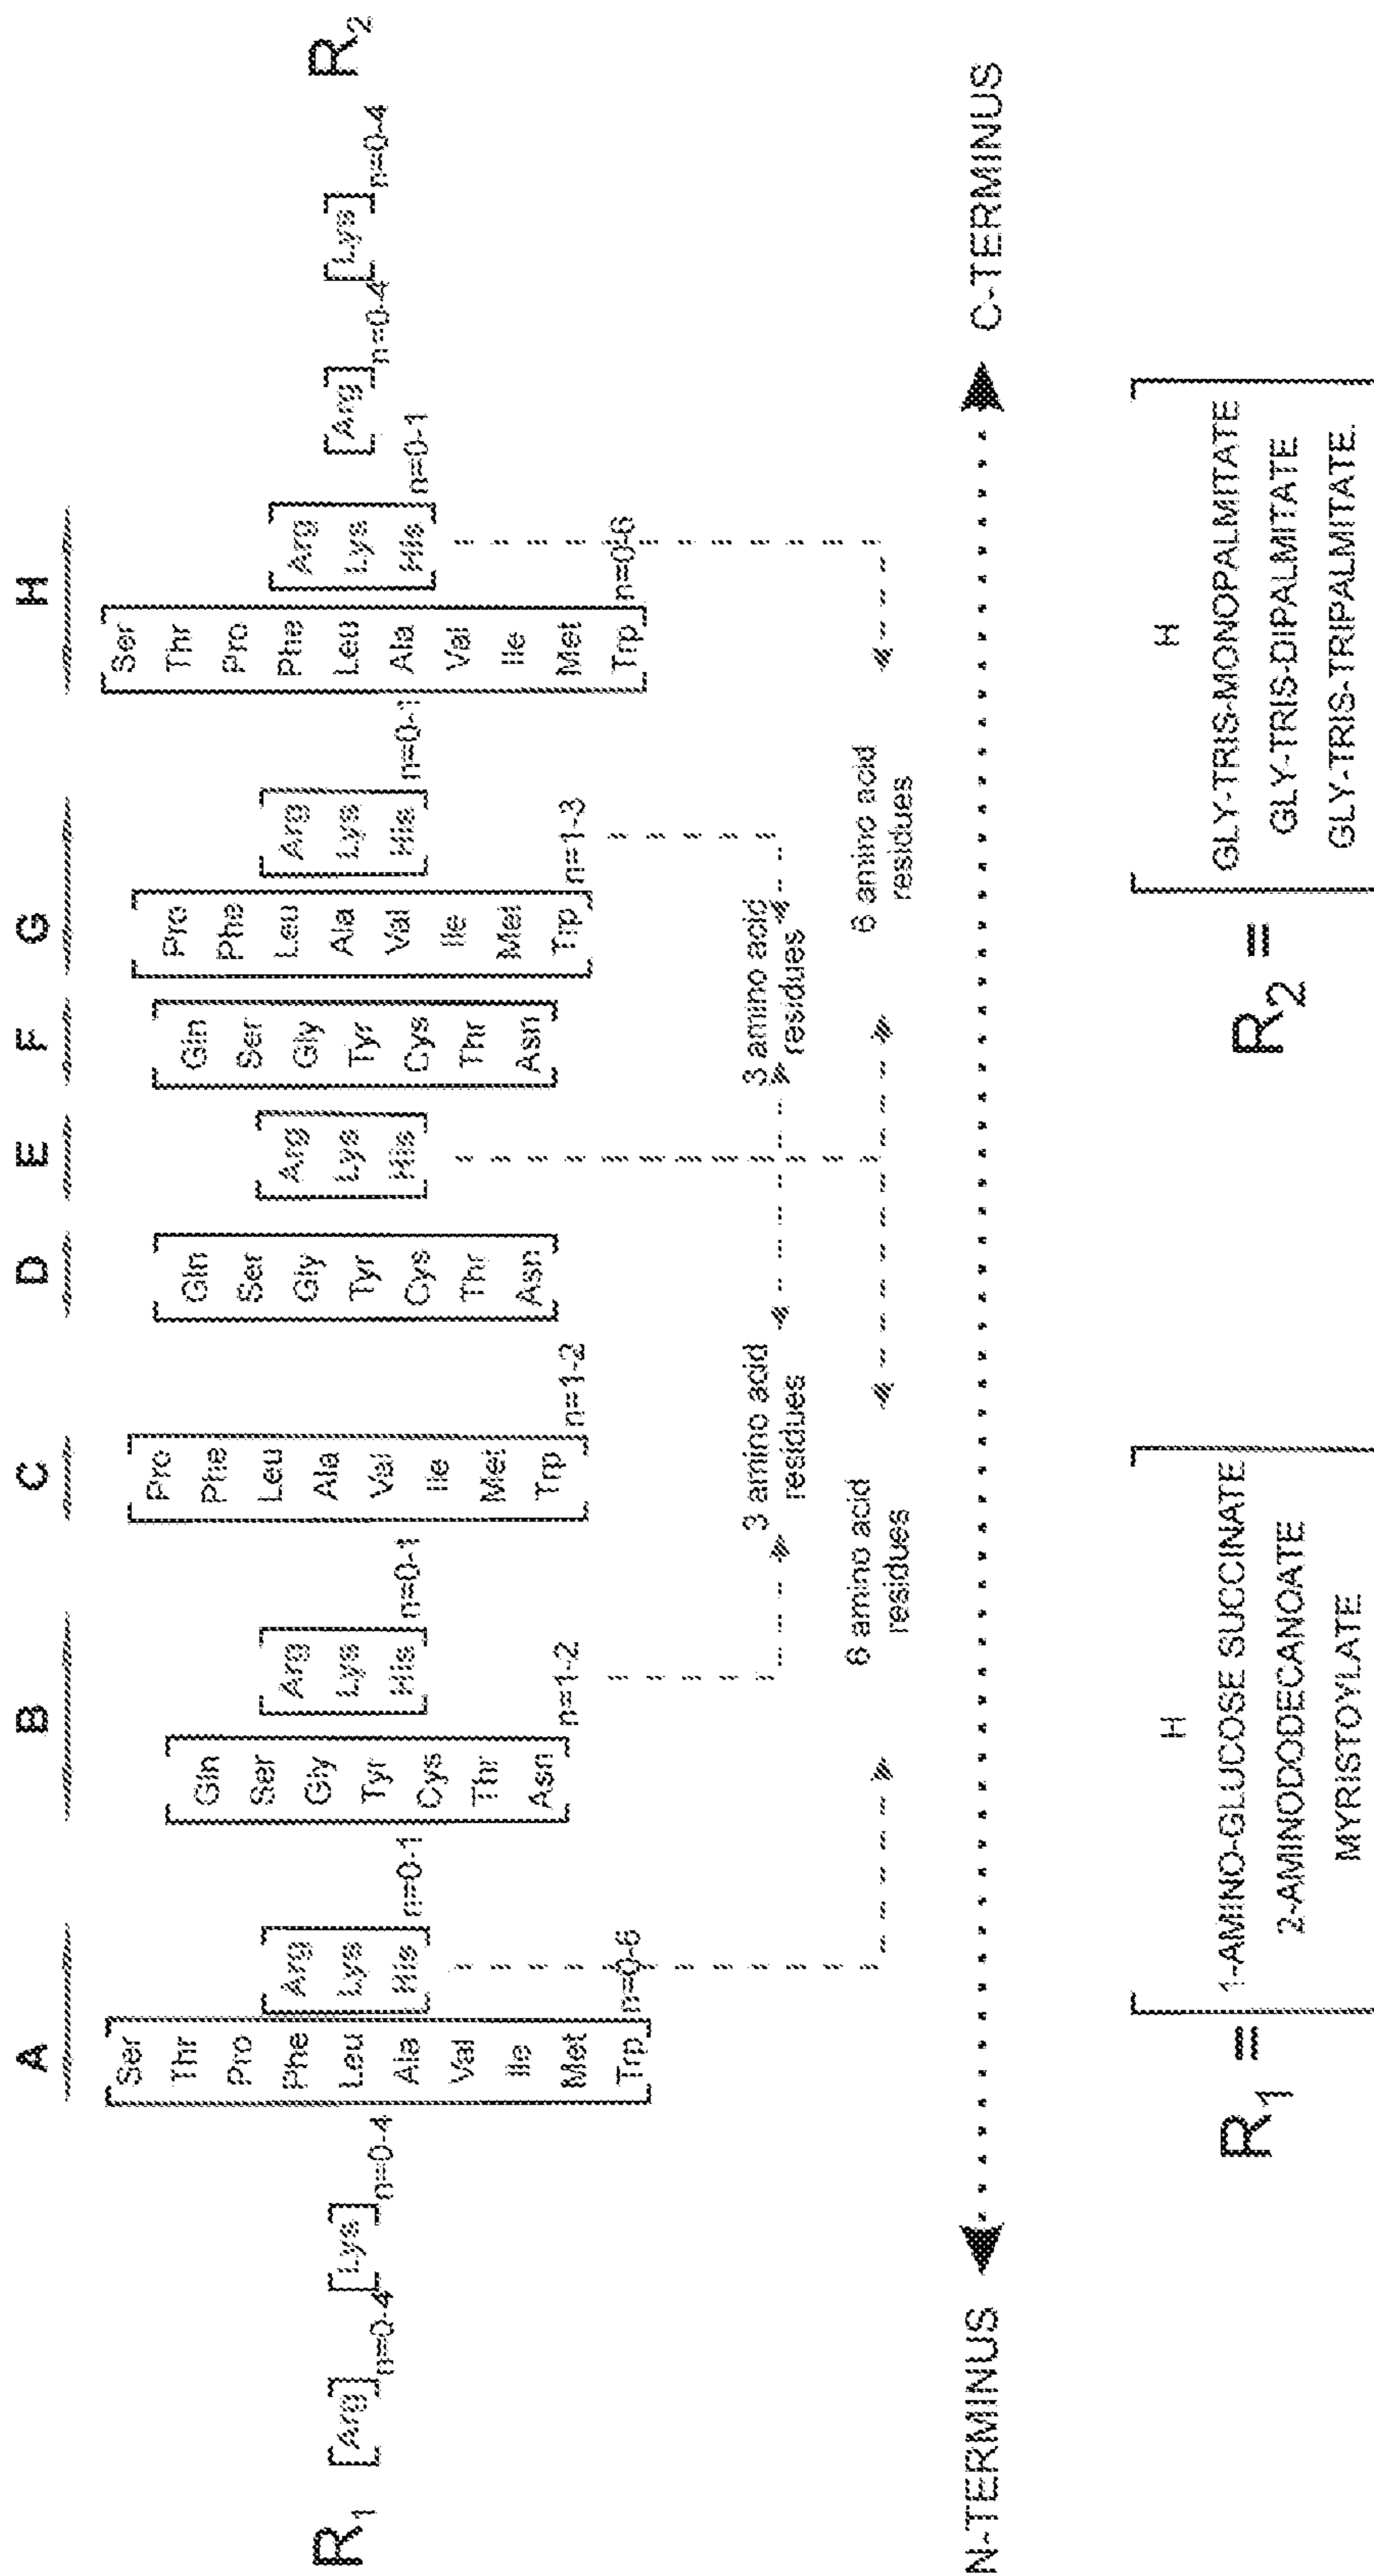 A B C D E F G H
R1
[Arg] n=0-4
[Lys] n=0-4
Ser
Thr
Pro
Phe
Leu
Ala
Val
Ile
Met
Trp
n=0-6
Arg
Lys
His
n=0-1
Gln
Ser
Gly
Tyr
Cys
Thr
Asn
n=1-2
Arg
Lys
His
n=0-1
Pro
Phe
Leu
Ala
Val
Ile
Met
Trp
n=1-2
Gln
Ser
Gly
Tyr
Cys
Thr
Asn
Arg
Lys
His
Gln
Ser
Gly
Tyr
Cys
Thr
Asn
Pro
Phe
Leu
Ala
Val
Ile
Met
Trp
n=1-3
Arg
Lys
His
n=0-1
Ser
Thr
Pro
Phe
Leu
Ala
Val
Ile
Met
Trp
n=0-6
Arg
Lys
His
n=0-1
[Arg] n=0-4
[Lys] n=0-4
R2
3 amino acid
residues
3 amino acid
residues
6 amino acid
residues
6 amino acid
residues
N-TERMINUS
C-TERMINUS
R1 =
H
1-AMINO-GLUCOSE SUCCINATE
2-AMINODODECANOATE
MYRISTOYLATE
R2 =
H
GLY-TRIS-MONOPALMITATE
GLY-TRIS-DIPALMITATE
GLY-TRIS-TRIPALMITATE.